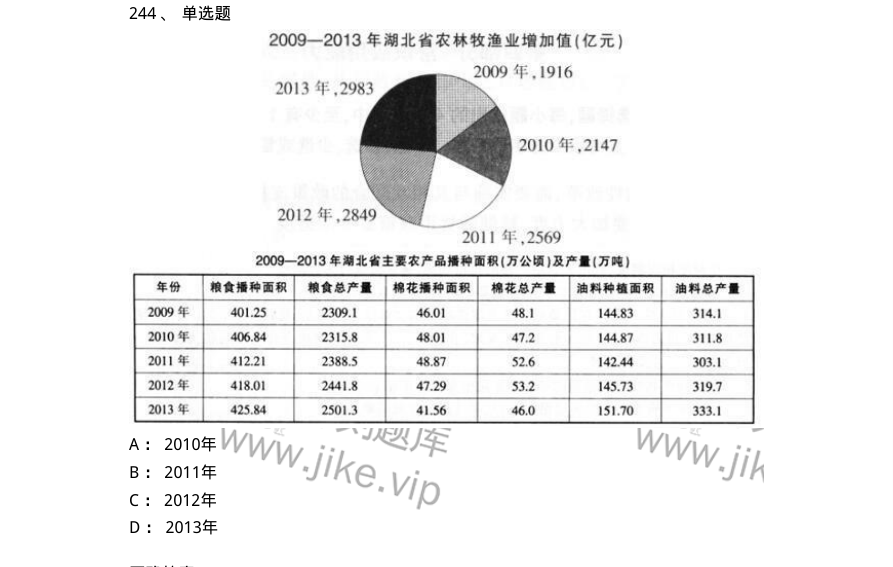 244 、 单选题
2009—2013 年湖北省农林牧渔业增加值(亿元)
2009 年,1916
2013 年,2983
2010 年,2147
2012 年,2849
2011 年,2569
2009—2013 年湖北省主要农产品播种面积(万公顷)及产量(万吨)
年份 粮食播种面积 粮食总产量 棉花播种面积 棉花总产量 油料种植面积 油料总产量
2009 年 401.25 2309.1 46.01 48.1 144.83 314.1
2010 年 406.84 2315.8 48.01 47.2 144.87 311.8
2011 年 412.21 2388.5 48.87 52.6 142.44 303.1
2012 年 418.01 2441.8 47.29 53.2 145.73 319.7
2013 年 425.84 2501.3 41.56 46.0 151.70 333.1
A： 2010年
B： 2011年
C： 2012年
D： 2013年
题库
www.jike.vip
www.jik